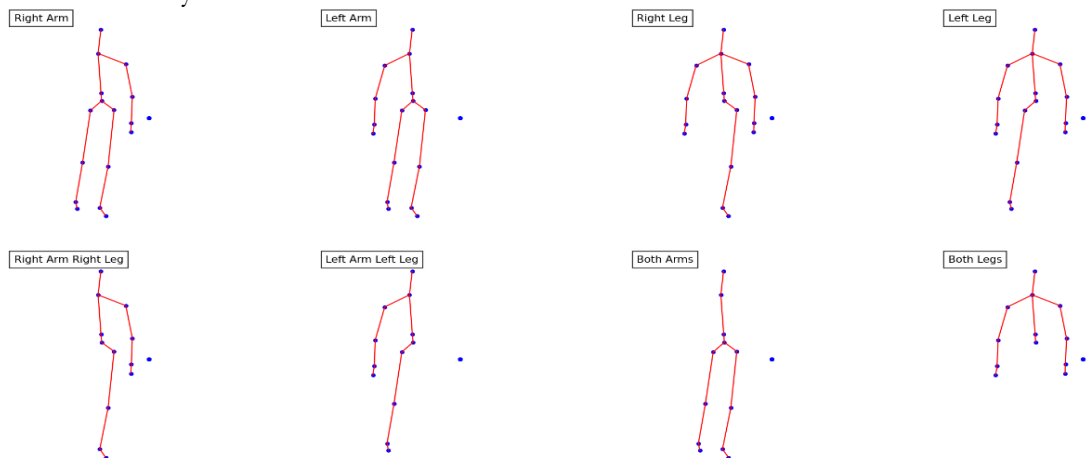 Right Arm
Left Arm
Right Leg
Left Leg
Right Arm Right Leg
Left Arm Left Leg
Both Arms
Both Legs